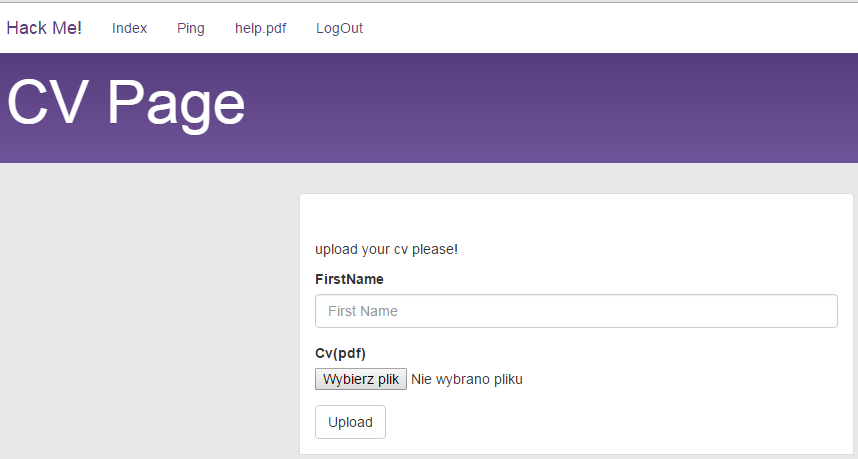 Hack Me! Index Ping help.pdf LogOut
CV Page
upload your cv please!
FirstName
First Name
Cv(pdf)
Wybierz plik Nie wybrano pliku
Upload